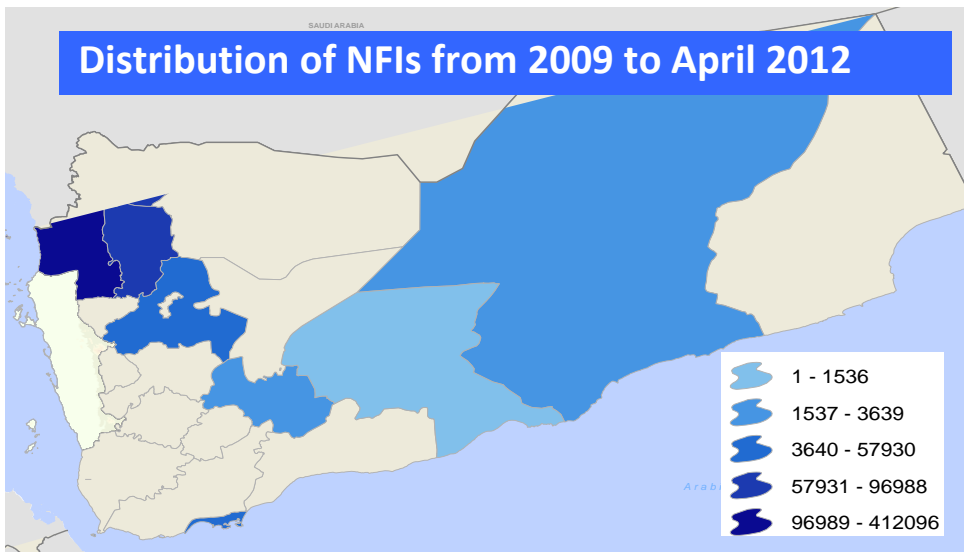 SAUDI ARABIA
Distribution of NFIs from 2009 to April 2012
1 - 1536
1537 - 3639
3640 - 57930
57931 - 96988
96989 - 412096